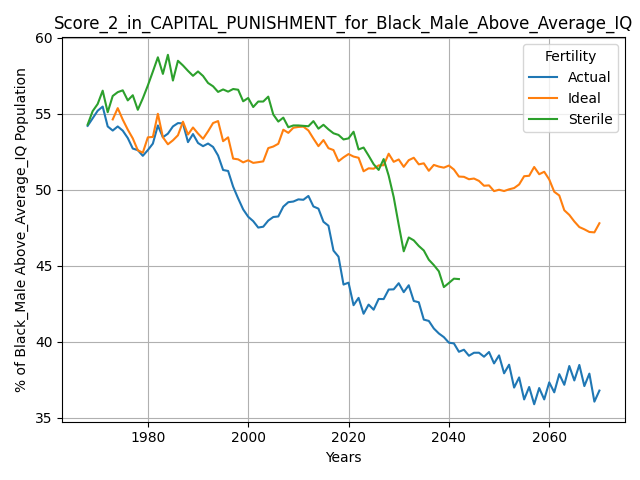 Score_2_in_CAPITAL_PUNISHMENT_for_Black_Male_Above_Average_IQ
% of Black_Male Above_Average_IQ Population
60
55
50
45
40
35
Fertility
Actual
Ideal
Sterile
1980
2000
2020
2040
2060
Years